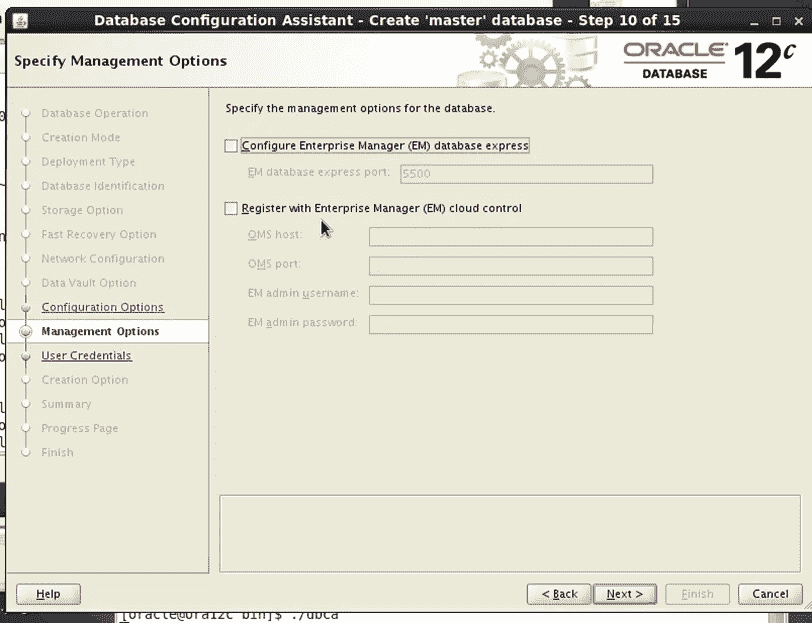 Database Configuration Assistant - Create 'master' database - Step 10 of 15
Specify Management Options
ORACLE
DATABASE
12c
Database Operation
Creation Mode
Deployment Type
Database Identification
Storage Option
Fast Recovery Option
Network Configuration
Data Vault Option
Configuration Options
Management Options
User Credentials
Creation Option
Summary
Progress Page
Finish
Specify the management options for the database.
Configure Enterprise Manager (EM) database express
EM database express port: 5500
Register with Enterprise Manager (EM) cloud control
OMS host:
OMS port:
EM admin username:
EM admin password:
Help
< Back
Next >
Finish
Cancel
[oracle@ora12c bin]$ ./dbca